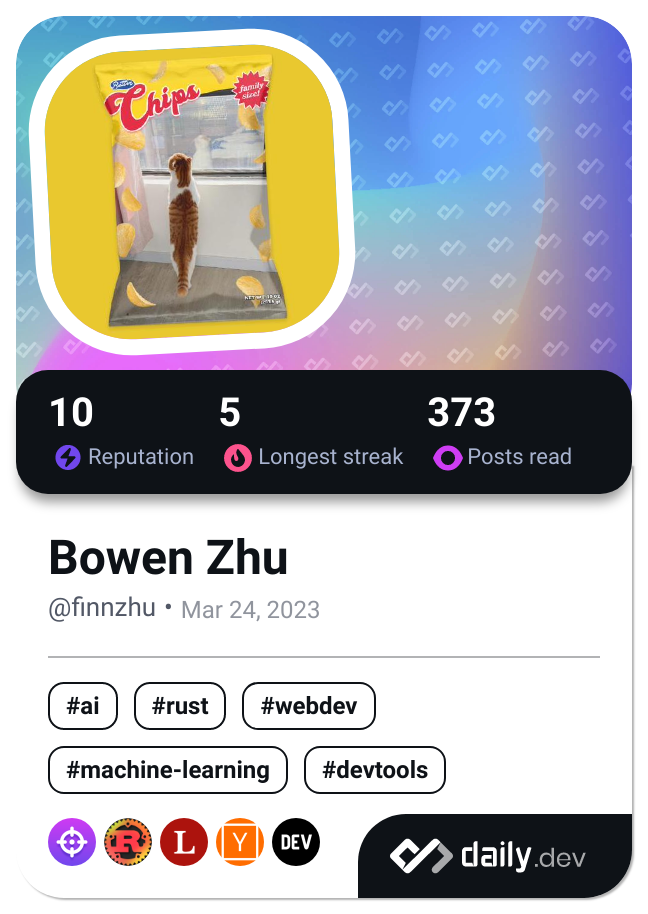 Chips
family
size!
10
5
373
Reputation
Longest streak
Posts read
Bowen Zhu
@finnzhu • Mar 24, 2023
#ai
#rust
#webdev
#machine-learning
#devtools
R
L
Y
DEV
daily.dev